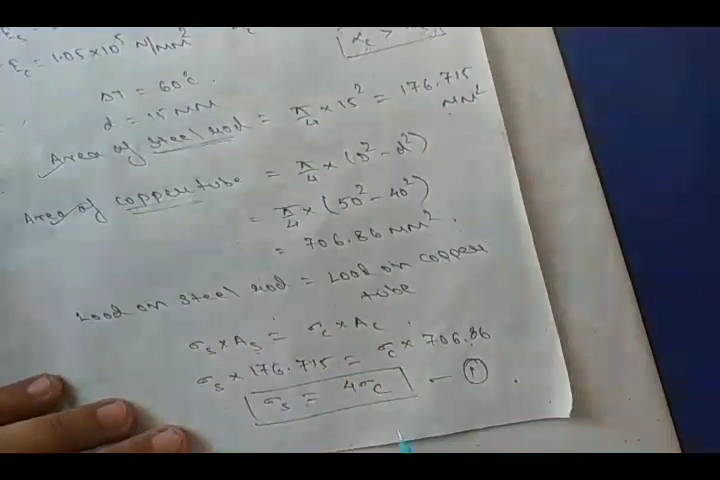 = 1.05 × 10⁵ N/mm²
ΔT = 60°C.
d = 15 mm
Area of steel rod = π/4 × 15² = 176.715 mm²
Area of copper tube = π/4 × (D² - d²)
= π/4 × (50² - 40²)
= 706.86 mm².
Load on steel rod = Load on copper tube
σs × As = σc × Ac
σs × 176.715 = σc × 706.86
σs = 4σc — ①